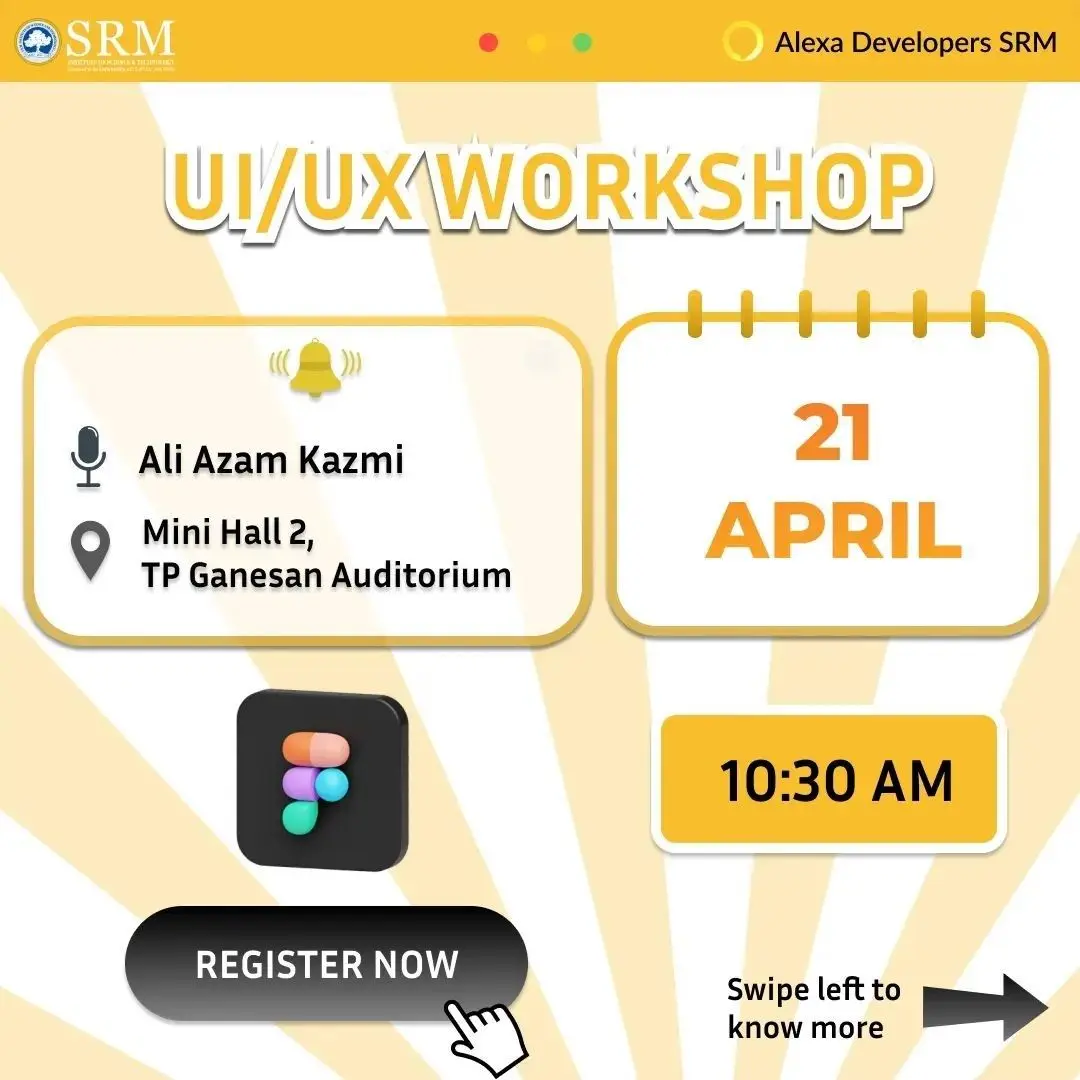 SRM
Alexa Developers SRM
UI/UX WORKSHOP
Ali Azam Kazmi
Mini Hall 2,
TP Ganesan Auditorium
21
APRIL
10:30 AM
REGISTER NOW
Swipe left to
know more